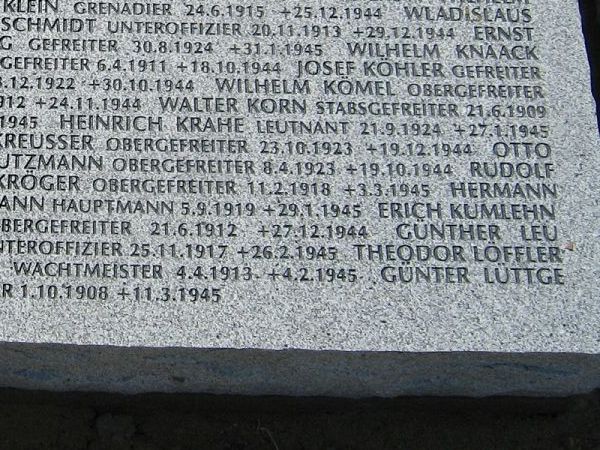 KLEIN GRENADIER 24.6.1915 +25.12.1944 WLADISLAUS
SCHMIDT UNTEROFFIZIER 20.11.1913 +29.12.1944 ERNST
G GEFREITER 30.8.1924 +31.1.1945 WILHELM KNAACK
GEFREITER 6.4.1911 +18.10.1944 JOSEF KÖHLER GEFREITER
.12.1922 +30.10.1944 WILHELM KÖMEL OBERGEFREITER
912 +24.11.1944 WALTER KORN STABSGEFREITER 21.6.1909
1945 HEINRICH KRAHE LEUTNANT 21.9.1924 +27.1.1945
KREUSSER OBERGEFREITER 23.10.1923 +19.12.1944 OTTO
UTZMANN OBERGEFREITER 8.4.1923 +19.10.1944 RUDOLF
KRÖGER OBERGEFREITER 11.2.1918 +3.3.1945 HERMANN
ANN HAUPTMANN 5.9.1919 +29.1.1945 ERICH KUMLEHN
BERGEFREITER 21.6.1912 +27.12.1944 GÜNTHER LEU
NTEROFFIZIER 25.11.1917 +26.2.1945 THEODOR LÖFFLER
WACHTMEISTER 4.4.1913 +4.2.1945 GÜNTER LÜTTGE
R 1.10.1908 +11.3.1945